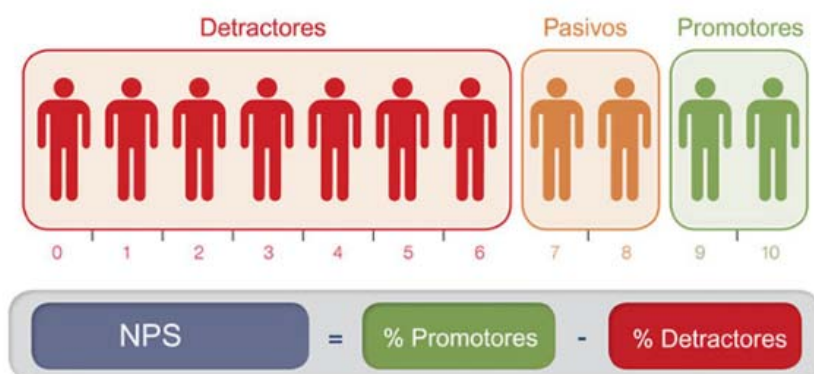 Detractores Pasivos Promotores
0 1 2 3 4 5 6 7 8 9 10
NPS = % Promotores - % Detractores